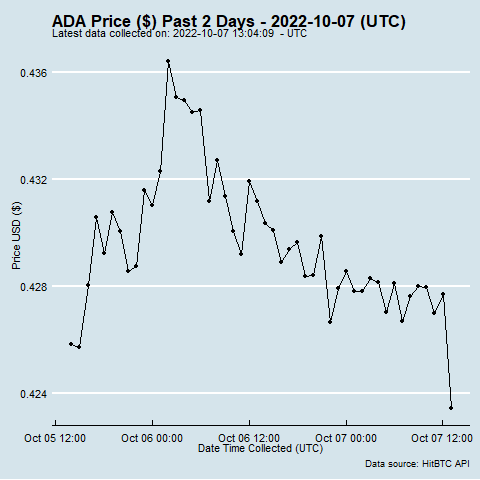 ADA Price ($) Past 2 Days - 2022-10-07 (UTC)
Latest data collected on: 2022-10-07 13:04:09  - UTC
0.436
0.432
0.428
0.424
Price USD ($)
Oct 05 12:00 Oct 06 00:00 Oct 06 12:00 Oct 07 00:00 Oct 07 12:00
Date Time Collected (UTC)
Data source: HitBTC API